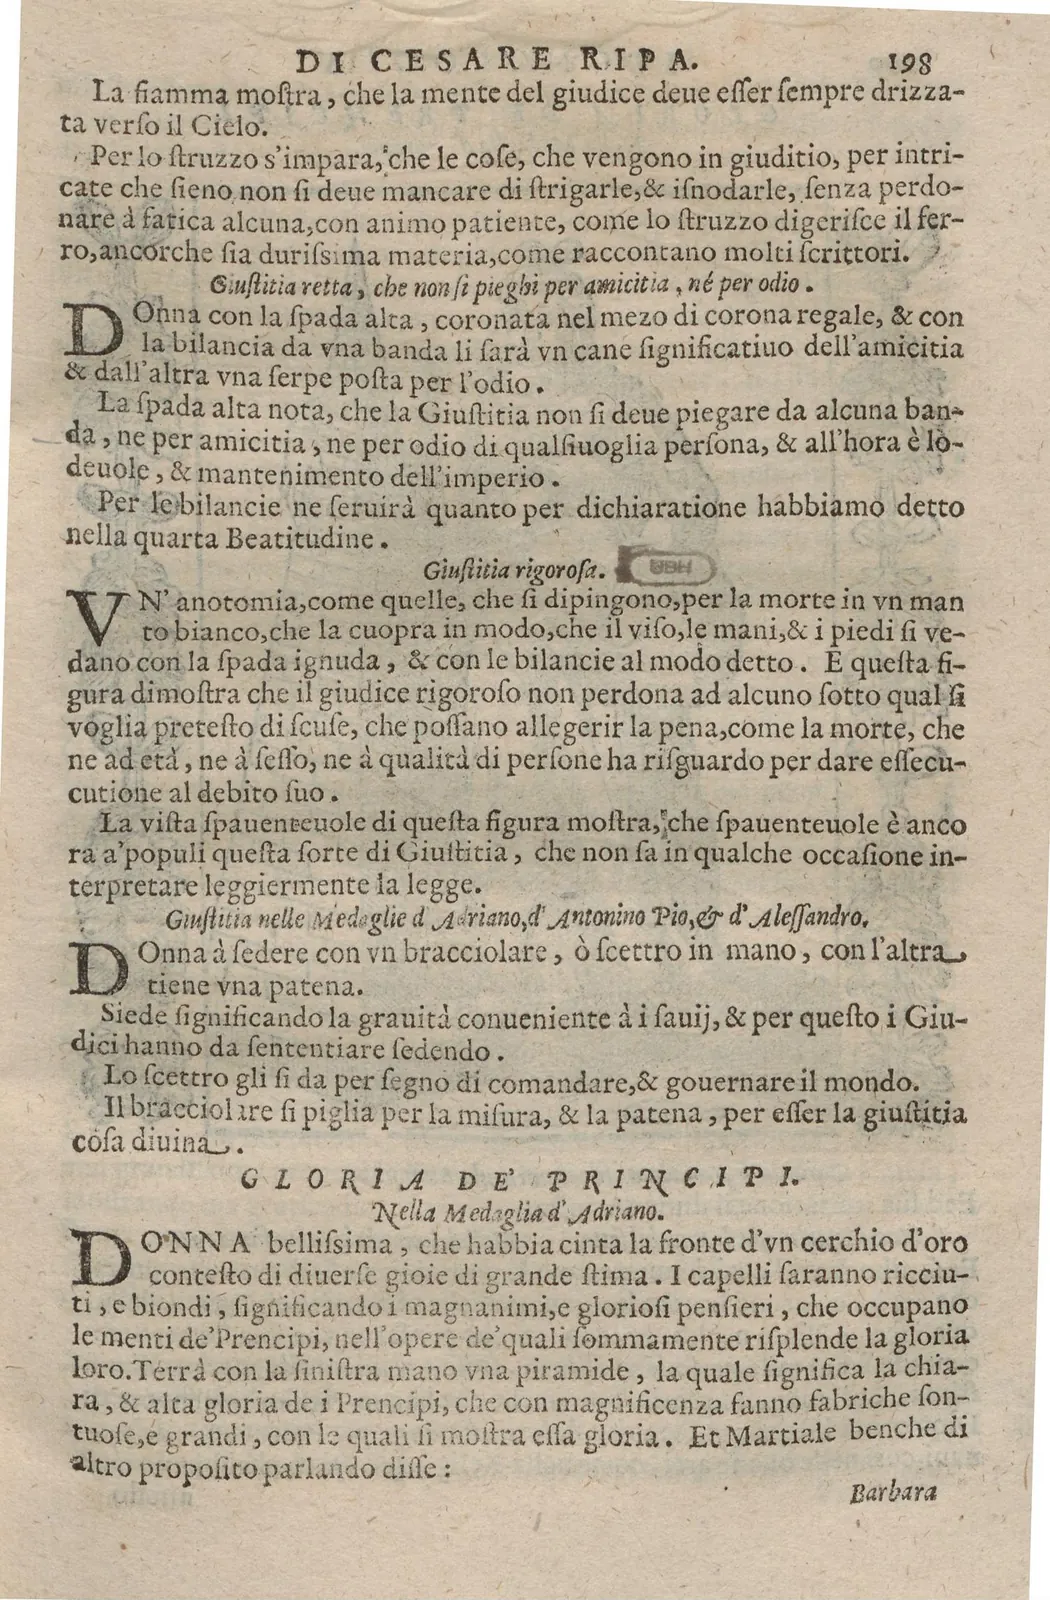 DI CESARE RIPA. 198
La fiamma moſtra, che la mente del giudice deue eſſer ſempre drizza-
ta verſo il Cielo.
Per lo ſtruzzo s'impara, che le coſe, che vengono in giuditio, per intri-
cate che ſieno non ſi deue mancare di ſtrigarle,& iſnodarle, ſenza perdo-
nare à fatica alcuna,con animo patiente, come lo ſtruzzo digeriſce il fer-
ro,ancorche ſia duriſsima materia,come raccontano molti ſcrittori.
Giuſtitia retta, che non ſi pieghi per amicitia, né per odio.
DOnna con la ſpada alta, coronata nel mezo di corona regale, & con
la bilancia da vna banda li ſarà vn cane ſignificatiuo dell'amicitia
& dall'altra vna ſerpe poſta per l'odio.
La ſpada alta nota, che la Giuſtitia non ſi deue piegare da alcuna ban-
da, ne per amicitia, ne per odio di qualſiuoglia perſona, & all'hora è lo-
deuole, & mantenimento dell'imperio.
Per le bilancie ne ſeruirà quanto per dichiaratione habbiamo detto
nella quarta Beatitudine.
Giuſtitia rigoroſa.
UBH
VN' anotomia,come quelle, che ſi dipingono,per la morte in vn man
to bianco,che la cuopra in modo,che il viſo,le mani,& i piedi ſi ve-
dano con la ſpada ignuda, & con le bilancie al modo detto. E queſta fi-
gura dimoſtra che il giudice rigoroſo non perdona ad alcuno ſotto qual ſi
voglia preteſto di ſcuſe, che poſſano allegerir la pena,come la morte, che
ne ad età, ne à ſeſſo, ne à qualità di perſone ha riſguardo per dare eſſecu-
cutione al debito ſuo.
La viſta ſpauenteuole di queſta figura moſtra, che ſpauenteuole è anco
ra a'populi queſta ſorte di Giuſtitia, che non ſa in qualche occaſione in-
terpretare leggiermente la legge.
Giuſtitia nelle Medaglie d'Adriano,d'Antonino Pio,& d'Aleſſandro.
DOnna à ſedere con vn bracciolare, ò ſcettro in mano, con l'altra
tiene vna patena.
Siede ſignificando la grauità conueniente à i ſauij, & per queſto i Giu-
dici hanno da ſententiare ſedendo.
Lo ſcettro gli ſi da per ſegno di comandare,& gouernare il mondo.
Il bracciolare ſi piglia per la miſura, & la patena, per eſſer la giuſtitia
coſa diuina.
GLORIA DE' PRINCIPI.
Nella Medaglia d'Adriano.
DONNA belliſsima, che habbia cinta la fronte d'vn cerchio d'oro
conteſto di diuerſe gioie di grande ſtima. I capelli ſaranno ricciu-
ti, e biondi, ſignificando i magnanimi,e glorioſi penſieri, che occupano
le menti de'Prencipi, nell'opere de'quali ſommamente riſplende la gloria
loro.Terrà con la ſiniſtra mano vna piramide, la quale ſignifica la chia-
ra, & alta gloria de i Prencipi, che con magnificenza fanno fabriche ſon-
tuoſe,e grandi, con le quali ſi moſtra eſſa gloria. Et Martiale benche di
altro propoſito parlando diſſe:
Barbara